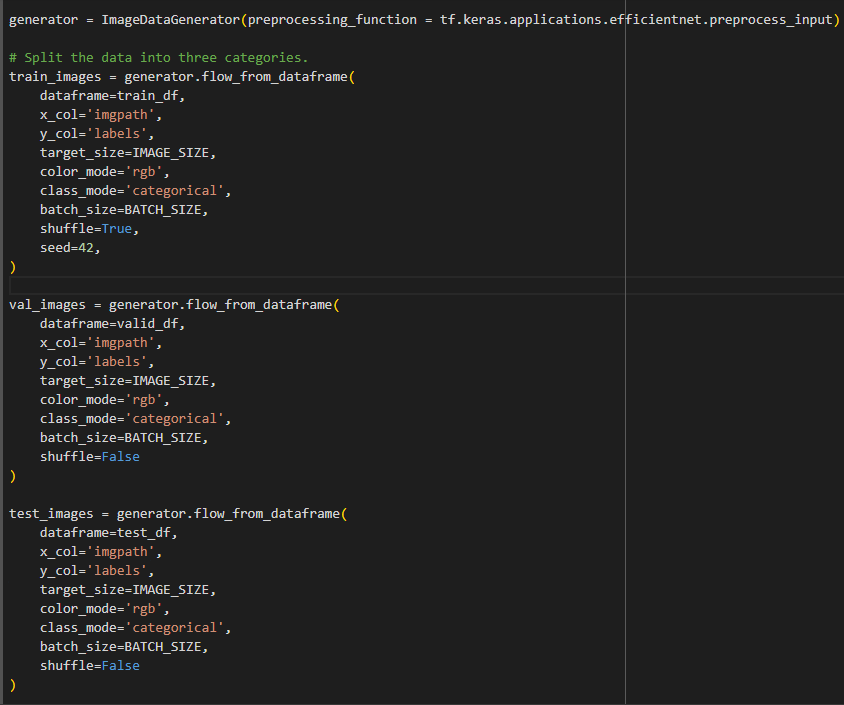 generator = ImageDataGenerator(preprocessing_function = tf.keras.applications.efficientnet.preprocess_input)

# Split the data into three categories.
train_images = generator.flow_from_dataframe(
    dataframe=train_df,
    x_col='imgpath',
    y_col='labels',
    target_size=IMAGE_SIZE,
    color_mode='rgb',
    class_mode='categorical',
    batch_size=BATCH_SIZE,
    shuffle=True,
    seed=42,
)

val_images = generator.flow_from_dataframe(
    dataframe=valid_df,
    x_col='imgpath',
    y_col='labels',
    target_size=IMAGE_SIZE,
    color_mode='rgb',
    class_mode='categorical',
    batch_size=BATCH_SIZE,
    shuffle=False
)

test_images = generator.flow_from_dataframe(
    dataframe=test_df,
    x_col='imgpath',
    y_col='labels',
    target_size=IMAGE_SIZE,
    color_mode='rgb',
    class_mode='categorical',
    batch_size=BATCH_SIZE,
    shuffle=False
)